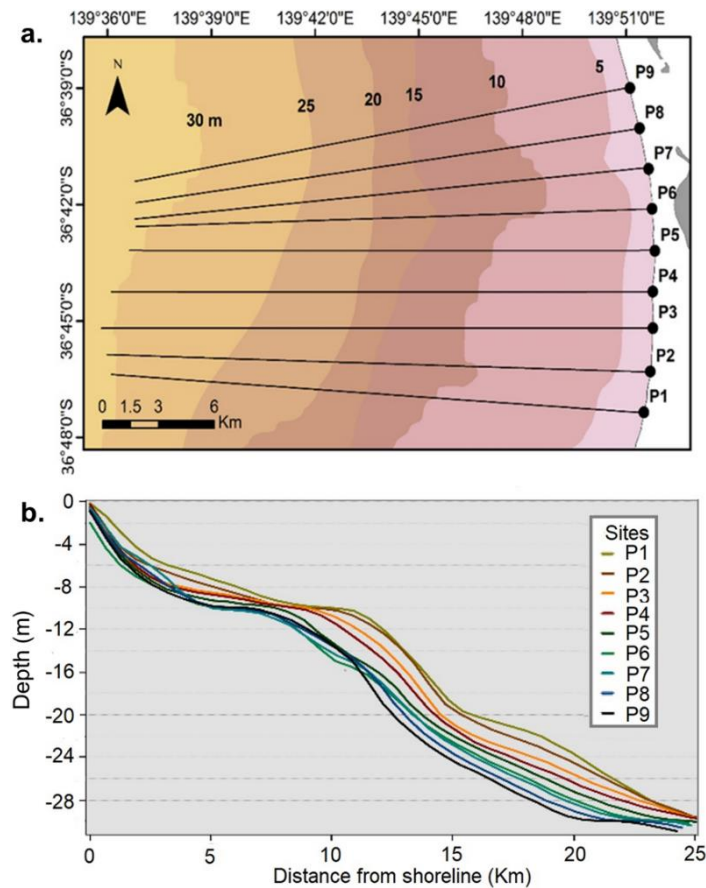 139°36'0"E 139°39'0"E 139°42'0"E 139°45'0"E 139°48'0"E 139°51'0"E
a.
N
36°39'0"S
36°42'0"S
36°45'0"S
36°48'0"S
30 m
25
20
15
10
5
P9
P8
P7
P6
P5
P4
P3
P2
P1
0 1.5 3 6
Km
b.
Depth (m)
0
-4
-8
-12
-16
-20
-24
-28
Sites
P1
P2
P3
P4
P5
P6
P7
P8
P9
0 5 10 15 20 25
Distance from shoreline (Km)